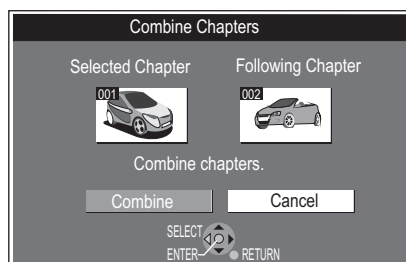 Combine Chapters
Selected Chapter Following Chapter
001 002
Combine chapters.
Combine Cancel
SELECT
ENTER RETURN